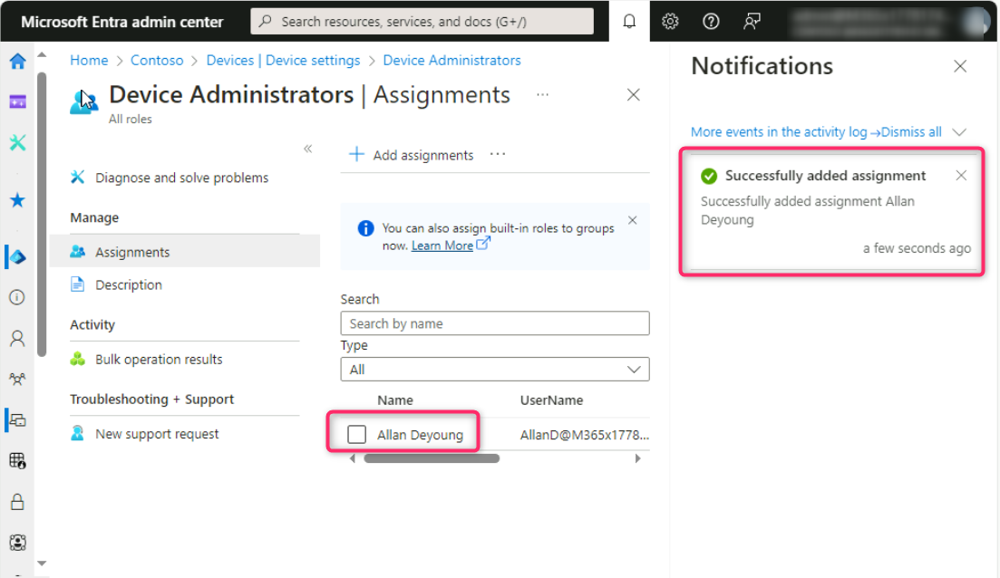 Microsoft Entra admin center
Search resources, services, and docs (G+/)
Home > Contoso > Devices | Device settings > Device Administrators
Device Administrators | Assignments ...
All roles
«
Diagnose and solve problems
Manage
Assignments
Description
Activity
Bulk operation results
Troubleshooting + Support
New support request
+ Add assignments ...
You can also assign built-in roles to groups
now. Learn More
Search
Search by name
Type
All
Name UserName
Allan Deyoung AllanD@M365x1778...
Notifications
More events in the activity log →Dismiss all
Successfully added assignment
Successfully added assignment Allan
Deyoung
a few seconds ago